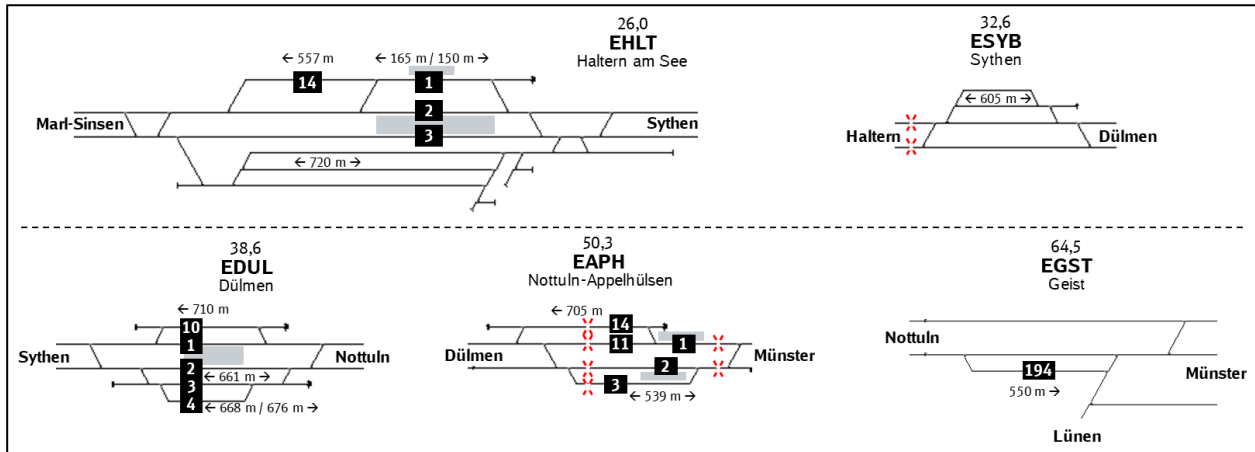 26,0
EHLT
Haltern am See
← 557 m
← 165 m / 150 m →
14
1
2
3
Marl-Sinsen
Sythen
← 720 m →
32,6
ESYB
Sythen
← 605 m →
Haltern
Dülmen
38,6
EDUL
Dülmen
← 710 m
10
1
2
3
4
Sythen
Nottuln
← 661 m →
← 668 m / 676 m →
50,3
EAPH
Nottuln-Appelhülsen
← 705 m
14
11
1
2
3
Dülmen
Münster
← 539 m →
64,5
EGST
Geist
Nottuln
194
550 m →
Münster
Lünen